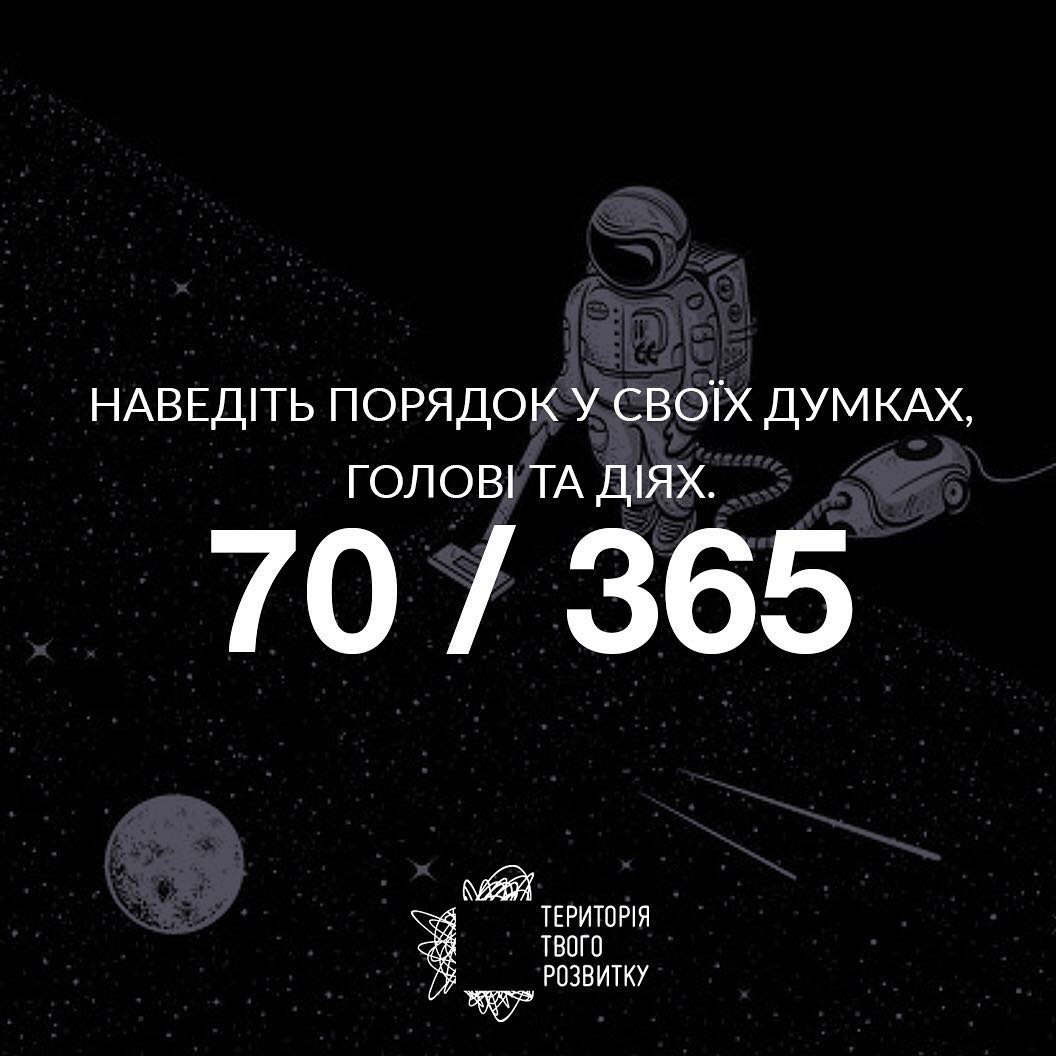 НАВЕДІТЬ ПОРЯДОК У СВОЇХ ДУМКАХ,
ГОЛОВІ ТА ДІЯХ.
70 / 365
ТЕРИТОРІЯ
ТВОГО
РОЗВИТКУ